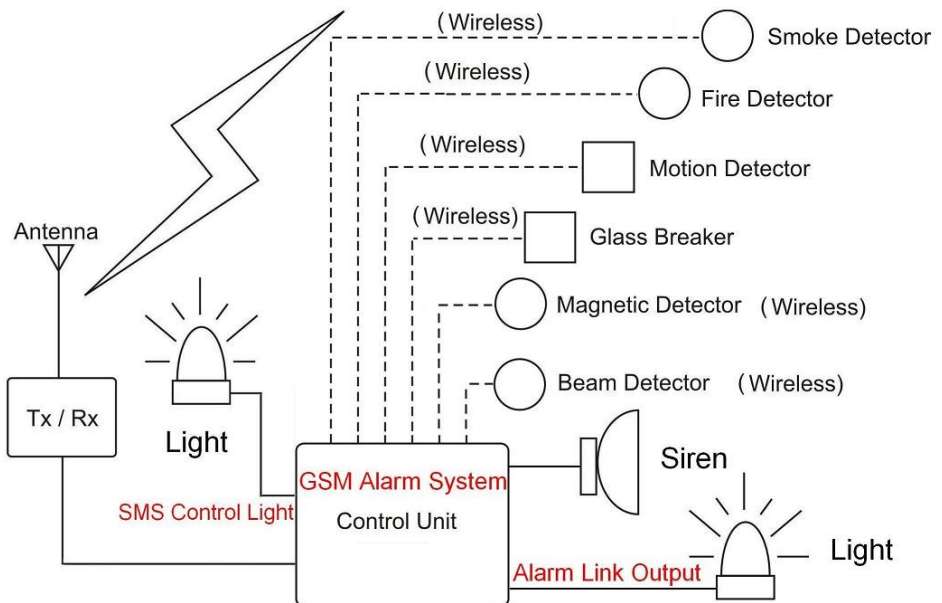 (Wireless)
Smoke Detector
(Wireless)
Fire Detector
(Wireless)
Motion Detector
(Wireless)
Glass Breaker
Antenna
Magnetic Detector (Wireless)
Beam Detector (Wireless)
Tx / Rx
Light
Siren
GSM Alarm System
SMS Control Light
Control Unit
Light
Alarm Link Output